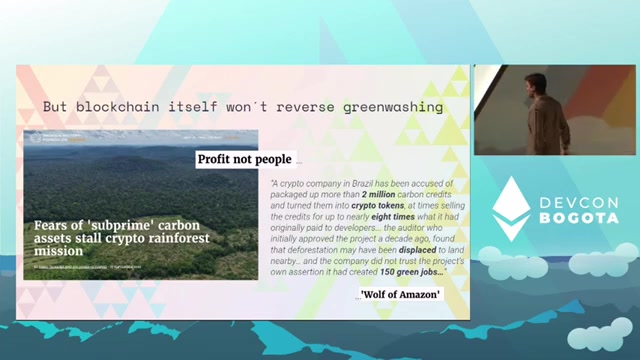 But blockchain itself won´t reverse greenwashing
Profit not people ...
Fears of 'subprime' carbon
assets stall crypto rainforest
mission
"A crypto company in Brazil has been accused of
packaged up more than 2 million carbon credits
and turned them into crypto tokens, at times selling
the credits for up to nearly eight times what it had
originally paid to developers... the auditor who
initially approved the project a decade ago, found
that deforestation may have been displaced to land
nearby... and the company did not trust the project's
own assertion it had created 150 green jobs..."
...'Wolf of Amazon'
DEVCON
BOGOTA